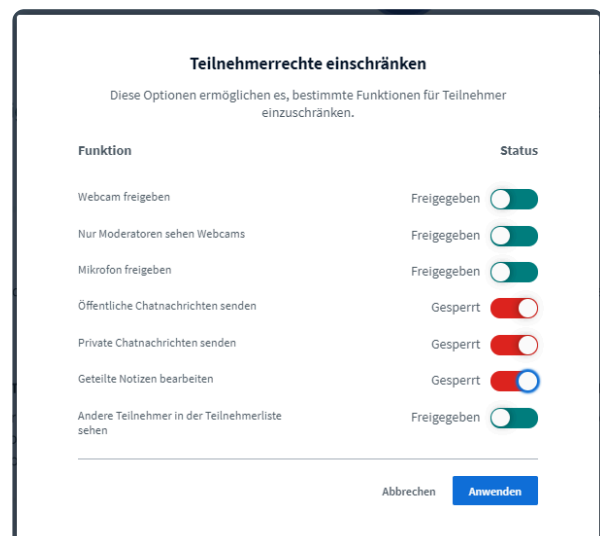 Teilnehmerrechte einschränken
Diese Optionen ermöglichen es, bestimmte Funktionen für Teilnehmer
einzuschränken.
Funktion Status
Webcam freigeben Freigegeben
Nur Moderatoren sehen Webcams Freigegeben
Mikrofon freigeben Freigegeben
Öffentliche Chatnachrichten senden Gesperrt
Private Chatnachrichten senden Gesperrt
Geteilte Notizen bearbeiten Gesperrt
Andere Teilnehmer in der Teilnehmerliste Freigegeben
sehen
Abbrechen Anwenden